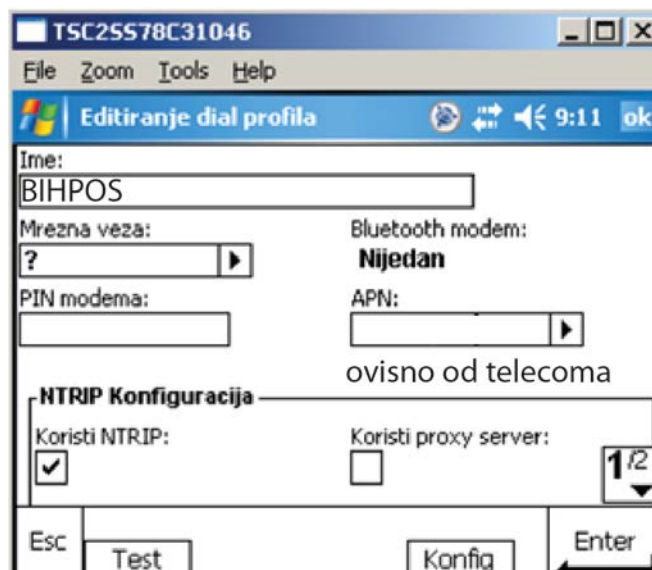 TSC2SS78C31046
File Zoom Tools Help
Editiranje dial profila 9:11 ok
Ime:
BIHPOS
Mrezna veza: Bluetooth modem:
? Nijedan
PIN modema: APN:
ovisno od telecoma
NTRIP Konfiguracija
Koristi NTRIP: Koristi proxy server:
1/2
Esc Test Konfig Enter